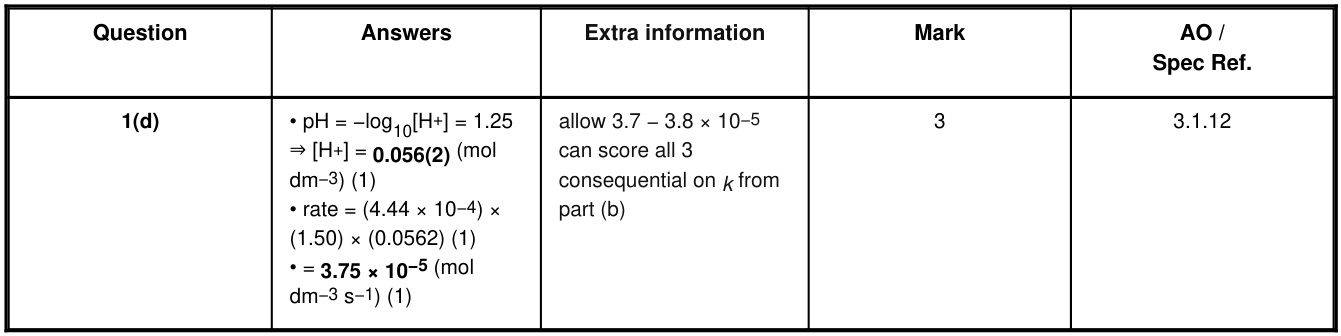 Question Answers Extra information Mark AO /
Spec Ref.
1(d)
• pH = –log₁₀[H+] = 1.25
⇒ [H+] = 0.056(2) (mol
dm⁻³) (1)
• rate = (4.44 × 10⁻⁴) ×
(1.50) × (0.0562) (1)
• = 3.75 × 10⁻⁵ (mol
dm⁻³ s⁻¹) (1)
allow 3.7 – 3.8 × 10⁻⁵
can score all 3
consequential on k from
part (b)
3
3.1.12